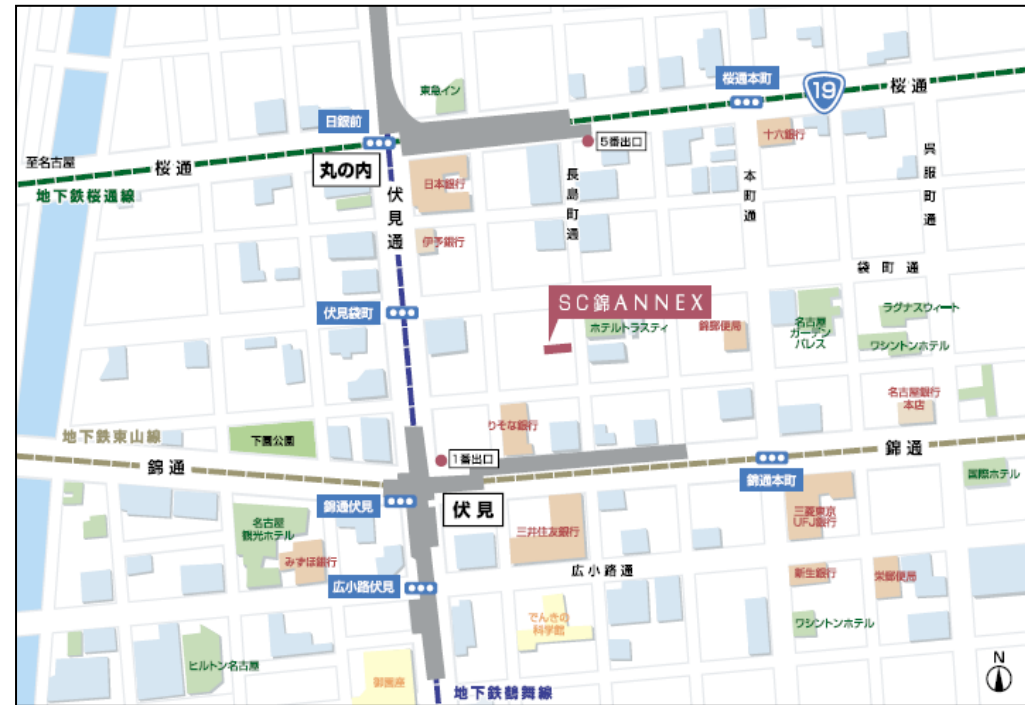 東急イン
桜通本町
19
桜通
日銀前
5番出口
十六銀行
至名古屋
桜通
丸の内
日本銀行
長島町通
本町通
呉服町通
地下鉄桜通線
伏見通
伊予銀行
袋町通
SC錦ANNEX
伏見袋町
ホテルトラスティ
錦郵便局
名古屋
ガーデン
パレス
ラグナスウィート
ワシントンホテル
名古屋銀行
本店
地下鉄東山線
下園公園
りそな銀行
1番出口
錦通
錦通
錦通伏見
伏見
錦通本町
国際ホテル
名古屋
観光ホテル
三井住友銀行
三菱東京
UFJ銀行
みずほ銀行
広小路通
新生銀行
栄郵便局
広小路伏見
でんきの
科学館
ワシントンホテル
ヒルトン名古屋
御園座
地下鉄鶴舞線
N